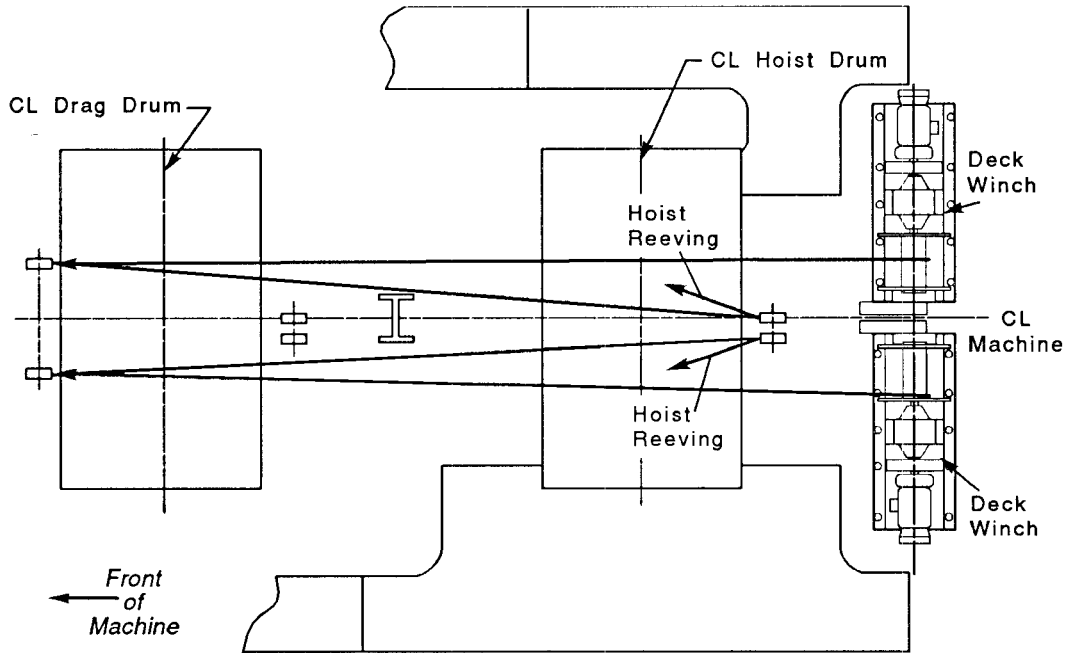 CL Hoist Drum
CL Drag Drum
Deck
Winch
Hoist
Reeving
CL
Machine
Hoist
Reeving
Deck
Winch
Front
of
Machine